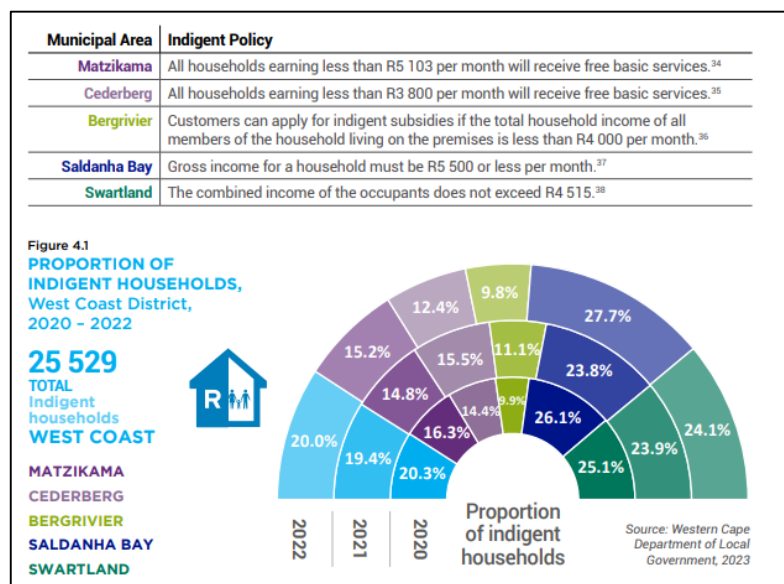 Municipal Area Indigent Policy
Matzikama All households earning less than R5 103 per month will receive free basic services.34
Cederberg All households earning less than R3 800 per month will receive free basic services.35
Bergrivier Customers can apply for indigent subsidies if the total household income of all
members of the household living on the premises is less than R4 000 per month.36
Saldanha Bay Gross income for a household must be R5 500 or less per month.37
Swartland The combined income of the occupants does not exceed R4 515.38
Figure 4.1
PROPORTION OF
INDIGENT HOUSEHOLDS,
West Coast District,
2020 – 2022
25 529
TOTAL
Indigent
households
WEST COAST
R
MATZIKAMA
CEDERBERG
BERGRIVIER
SALDANHA BAY
SWARTLAND
20.0%
15.2%
12.4%
9.8%
27.7%
24.1%
19.4%
14.8%
15.5%
11.1%
23.8%
23.9%
20.3%
16.3%
14.4%
9.9%
26.1%
25.1%
2022
2021
2020
Proportion
of indigent
households
Source: Western Cape
Department of Local
Government, 2023